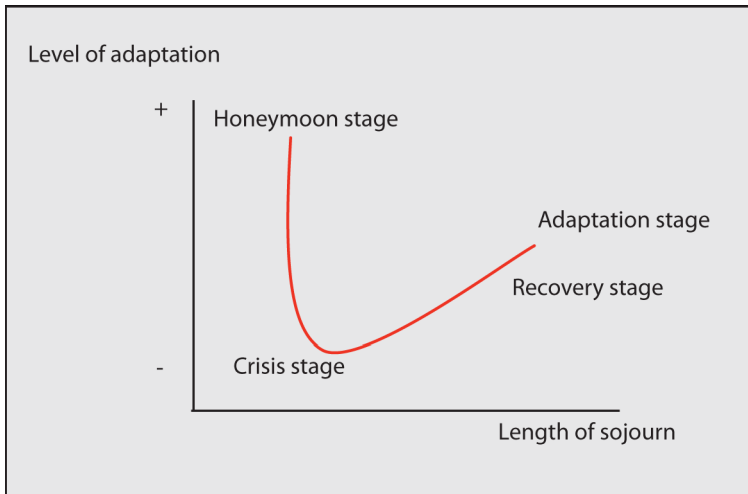 Level of adaptation
+
Honeymoon stage
Adaptation stage
Recovery stage
Crisis stage
-
Length of sojourn